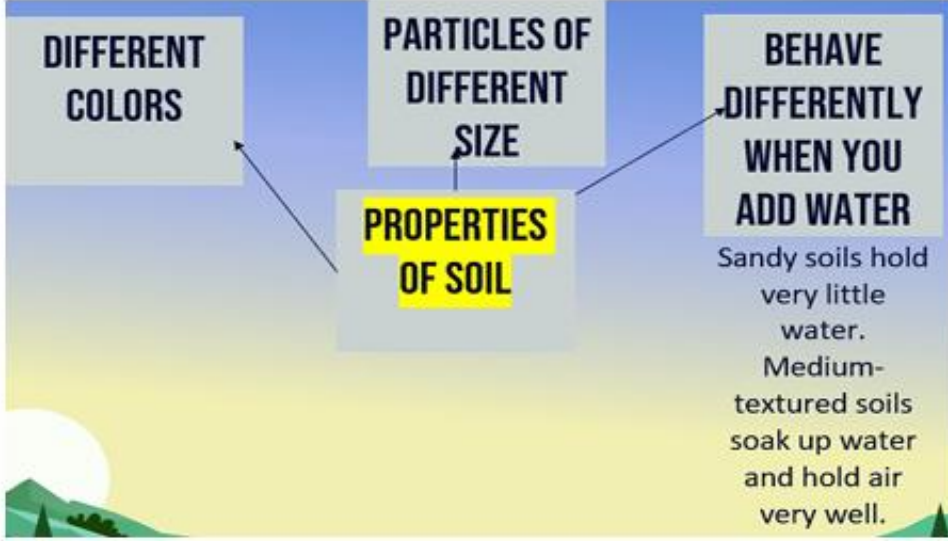 DIFFERENT
COLORS
PARTICLES OF
DIFFERENT
SIZE
BEHAVE
DIFFERENTLY
WHEN YOU
ADD WATER
Sandy soils hold
very little
water.
Medium-
textured soils
soak up water
and hold air
very well.
PROPERTIES
OF SOIL